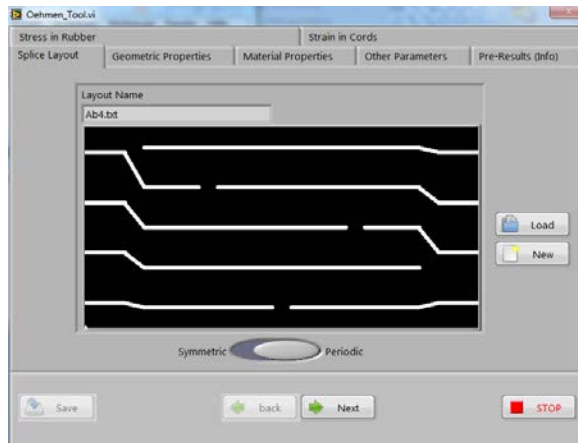 Oehmen_Tool.vi
Stress in Rubber
Strain in Cords
Splice Layout
Geometric Properties
Material Properties
Other Parameters
Pre-Results (Info)
Layout Name
Ab4.txt
Load
New
Symmetric
Periodic
Save
back
Next
STOP